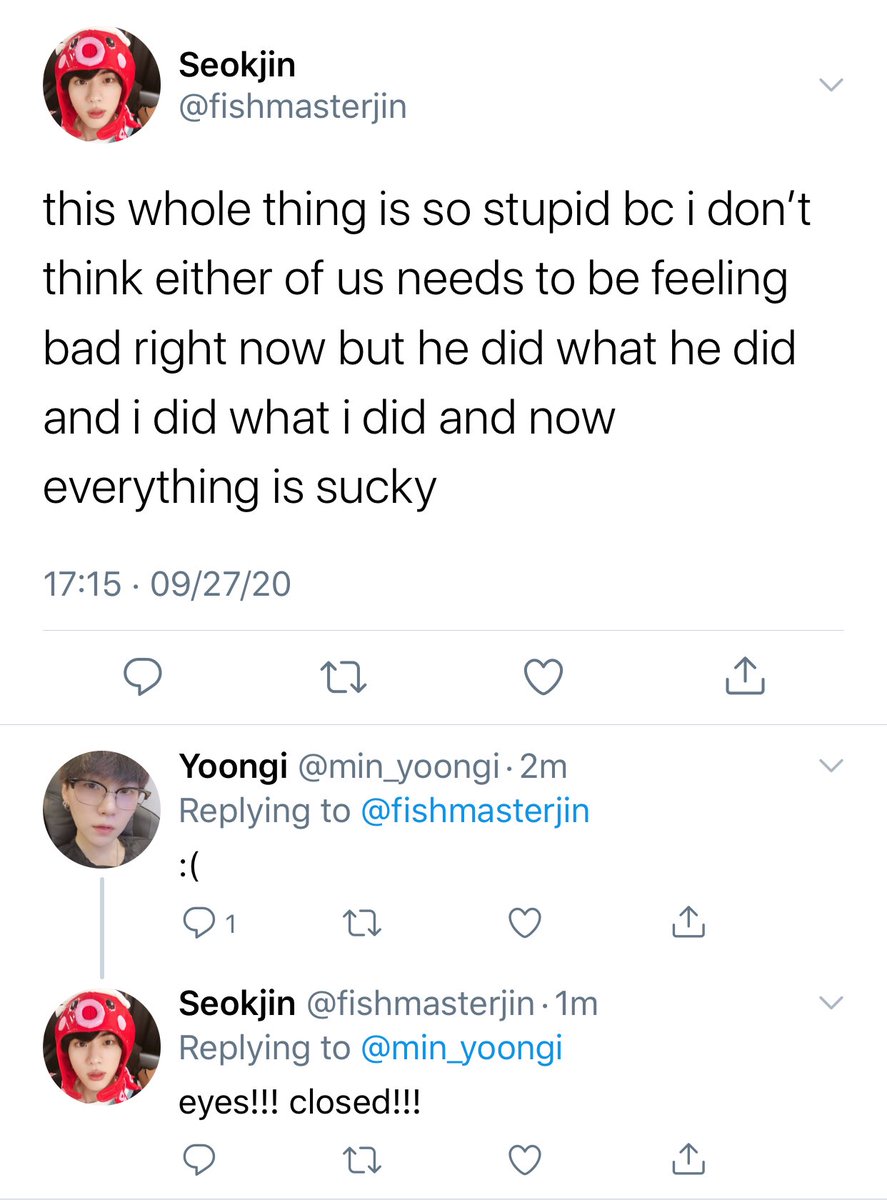 Seokjin
@fishmasterjin
this whole thing is so stupid bc i don’t
think either of us needs to be feeling
bad right now but he did what he did
and i did what i did and now
everything is sucky
17:15 · 09/27/20
Yoongi @min_yoongi · 2m
Replying to @fishmasterjin
:(
1
Seokjin @fishmasterjin · 1m
Replying to @min_yoongi
eyes!!! closed!!!